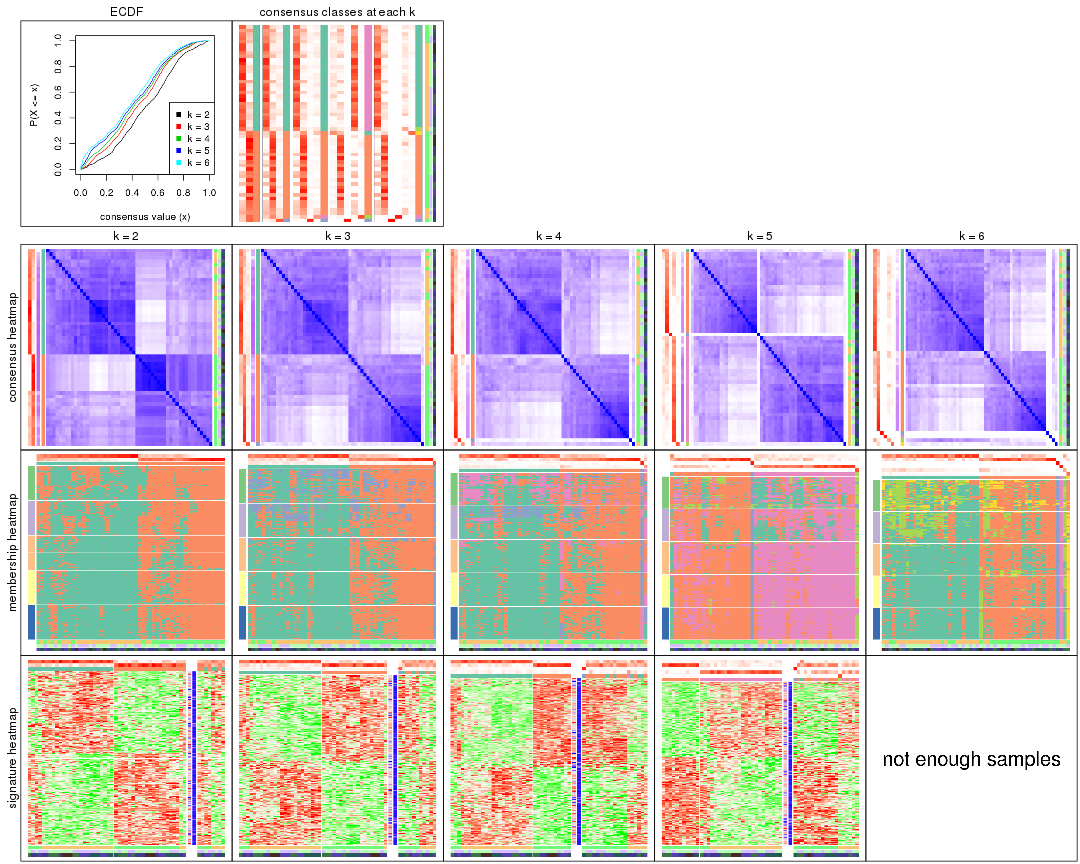 ECDF
consensus classes at each k
P(X <= x)
0.0
0.2
0.4
0.6
0.8
1.0
k = 2
k = 3
k = 4
k = 5
k = 6
0.0 0.2 0.4 0.6 0.8 1.0
consensus value (x)
k = 2
k = 3
k = 4
k = 5
k = 6
consensus heatmap
membership heatmap
signature heatmap
not enough samples